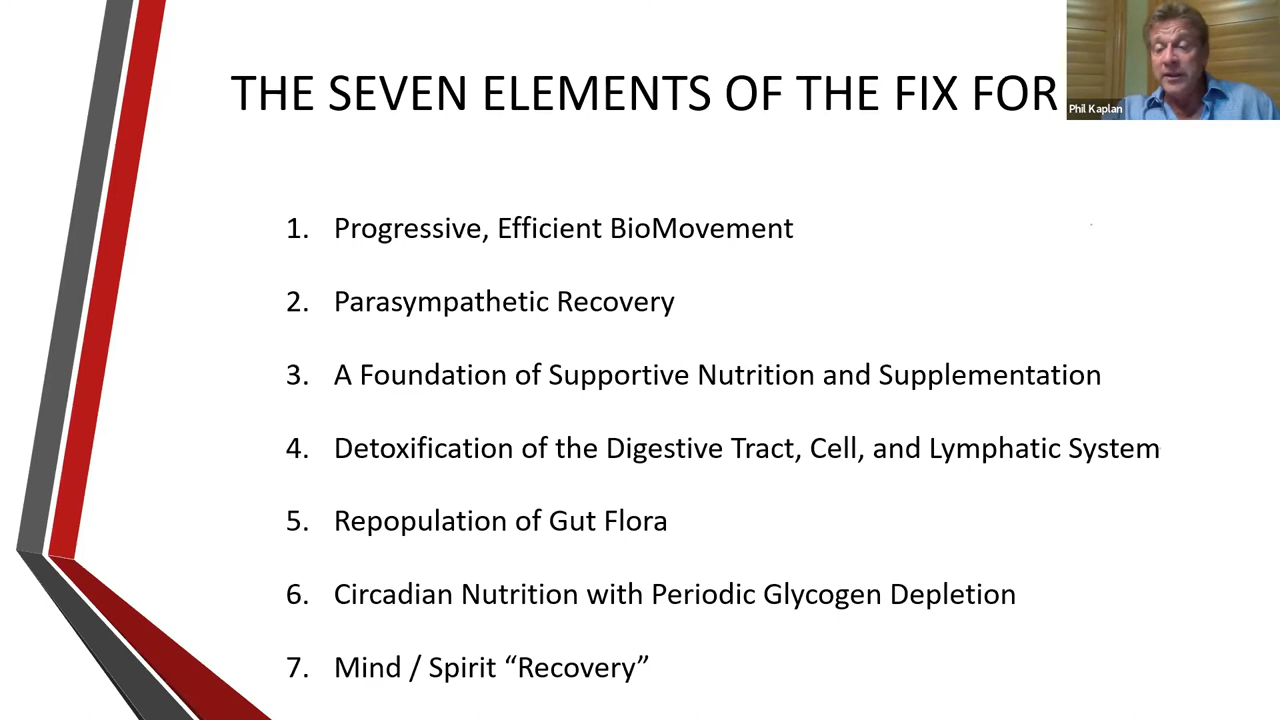 THE SEVEN ELEMENTS OF THE FIX FOR
Phil Kaplan
1. Progressive, Efficient BioMovement
2. Parasympathetic Recovery
3. A Foundation of Supportive Nutrition and Supplementation
4. Detoxification of the Digestive Tract, Cell, and Lymphatic System
5. Repopulation of Gut Flora
6. Circadian Nutrition with Periodic Glycogen Depletion
7. Mind / Spirit “Recovery”